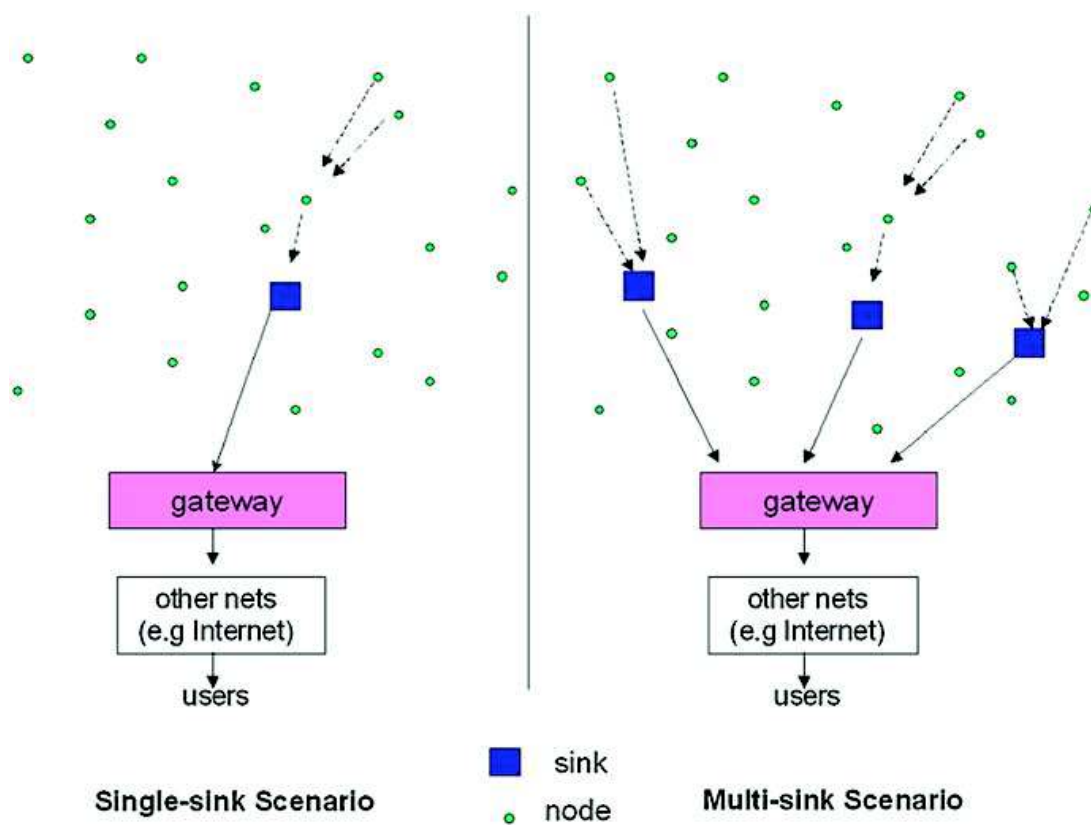 gateway
other nets
(e.g Internet)
users
gateway
other nets
(e.g Internet)
users
sink
node
Single-sink Scenario
Multi-sink Scenario